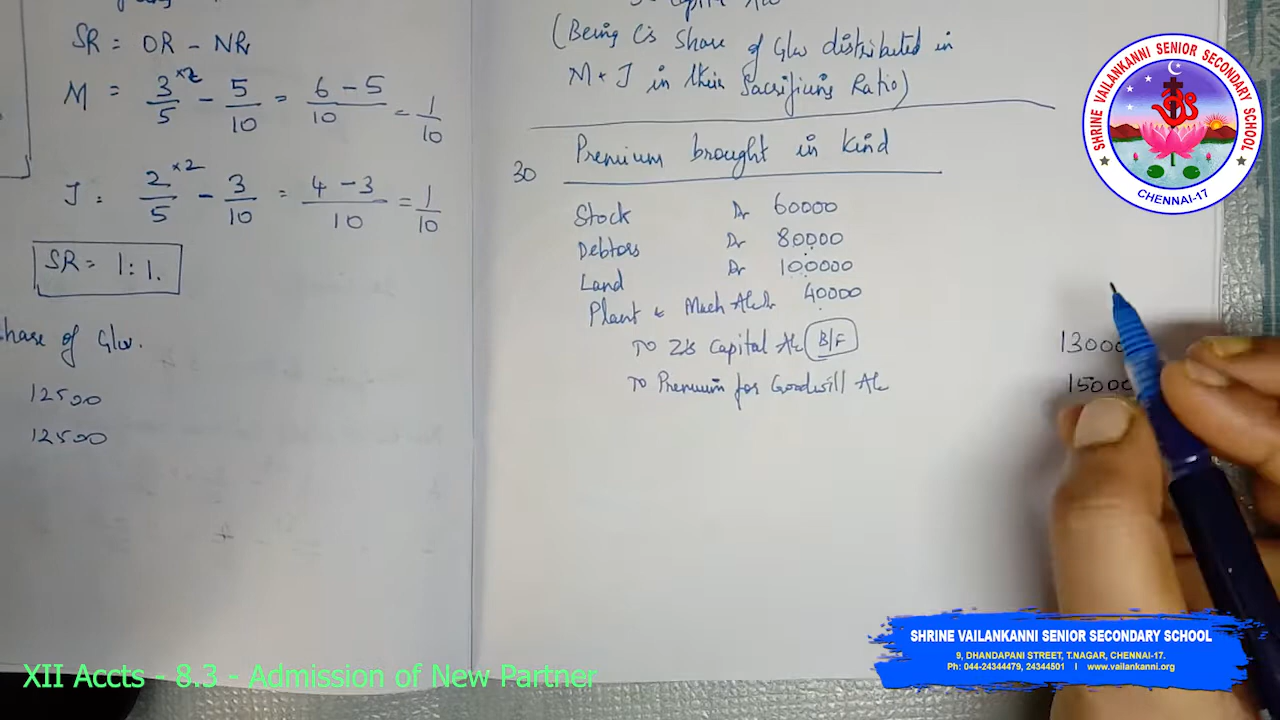 SR = OR - NR
M = 3 ×2 / 5 - 5 / 10 = 6 - 5 / 10 = 1 / 10
J = 2 ×2 / 5 - 3 / 10 = 4 - 3 / 10 = 1 / 10
SR = 1:1.
hare of G/w.
12500
12500
(Being C's Share of G/w distributed in
M & J in their Sacrificing Ratio)
30 Premium brought in kind
Stock Dr 60000
Debtors Dr 80000
Land Dr 100000
Plant & Mach A/c Dr 40000
TO Z's Capital A/c B/F 13000
TO Premium for Goodwill A/c 15000
SHRINE VAILANKANNI SENIOR SECONDARY SCHOOL
CHENNAI-17
SHRINE VAILANKANNI SENIOR SECONDARY SCHOOL
9, DHANDAPANI STREET, T.NAGAR, CHENNAI-17.
Ph: 044-24344479, 24344501 I www.vailankanni.org
XII Accts - 8.3 - Admission of New Partner